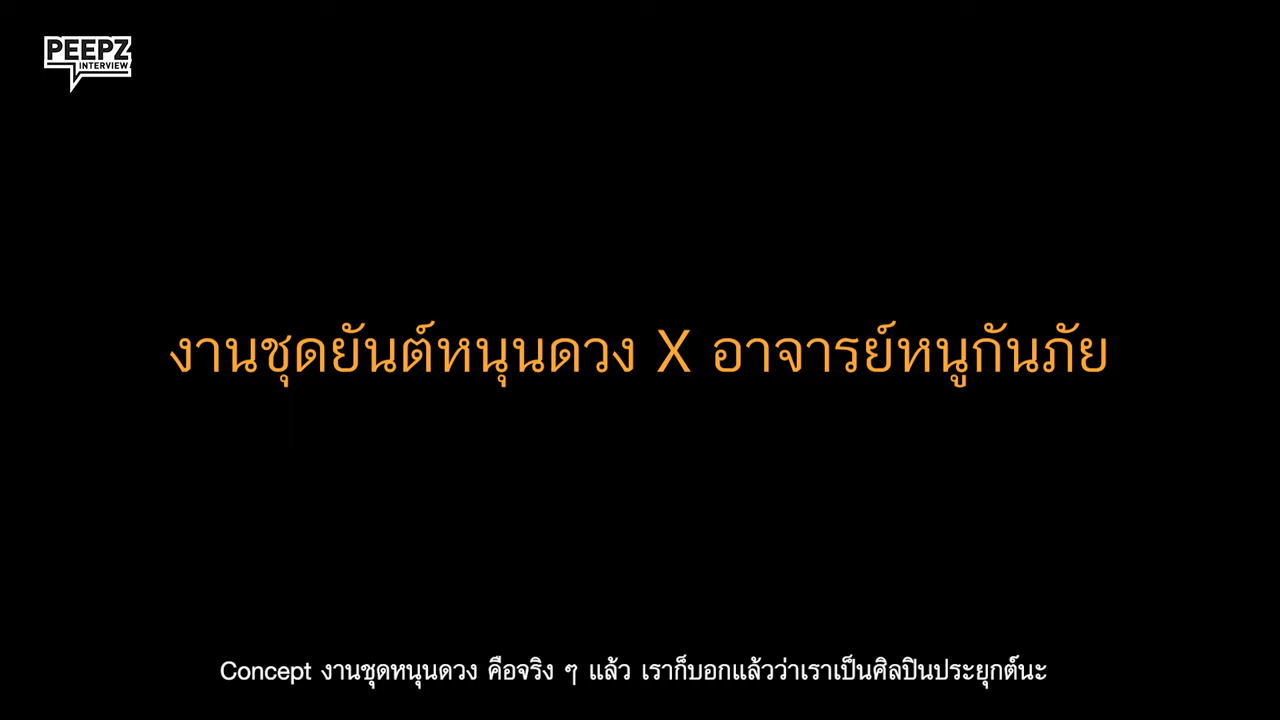 PEEPZ
INTERVIEW
งานชุดยันต์หนุนดวง X อาจารย์หนูกันภัย
Concept งานชุดหนุนดวง คือจริง ๆ แล้ว เราก็บอกแล้วว่าเราเป็นศิลปินประยุกต์นะ